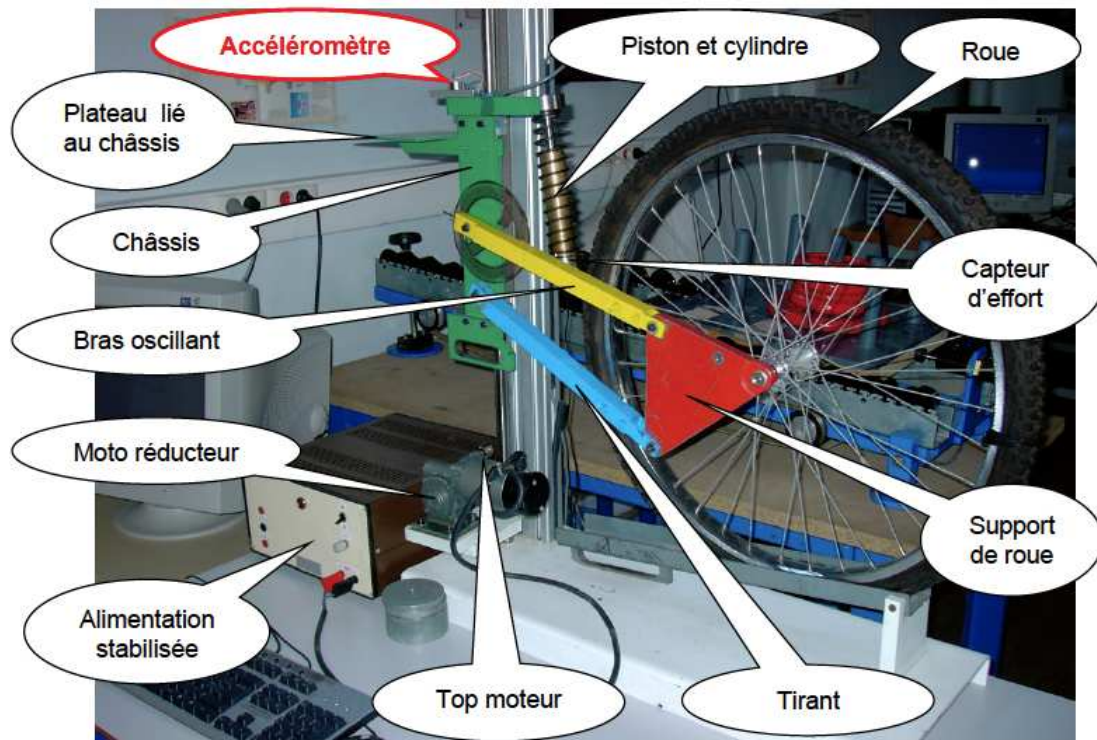 Accéléromètre
Piston et cylindre
Roue
Plateau lié
au châssis
Châssis
Capteur
d'effort
Bras oscillant
Moto réducteur
Support
de roue
Alimentation
stabilisée
Top moteur
Tirant